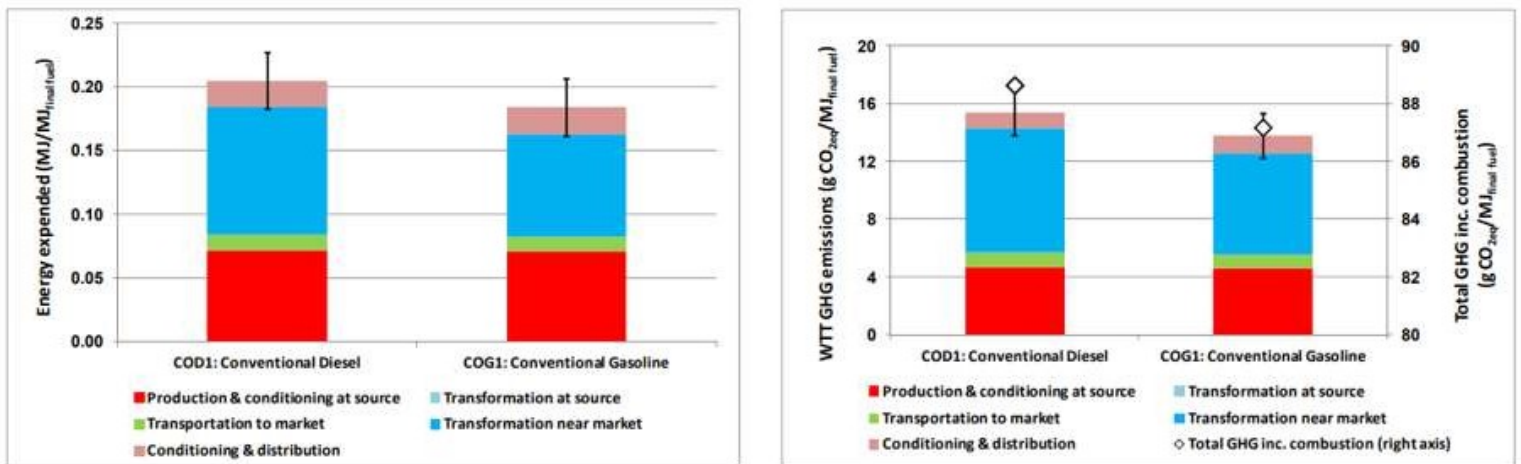 Energy expended (MJ/MJfinal fuel)
0.25
0.20
0.15
0.10
0.05
0.00
COD1: Conventional Diesel
COG1: Conventional Gasoline
Production & conditioning at source
Transformation at source
Transportation to market
Transformation near market
Conditioning & distribution
WTT GHG emissions (g CO2eq/MJfinal fuel)
20
16
12
8
4
0
90
88
86
84
82
80
Total GHG inc. combustion
(g CO2eq/MJfinal fuel)
COD1: Conventional Diesel
COG1: Conventional Gasoline
Production & conditioning at source
Transformation at source
Transportation to market
Transformation near market
Conditioning & distribution
Total GHG inc. combustion (right axis)